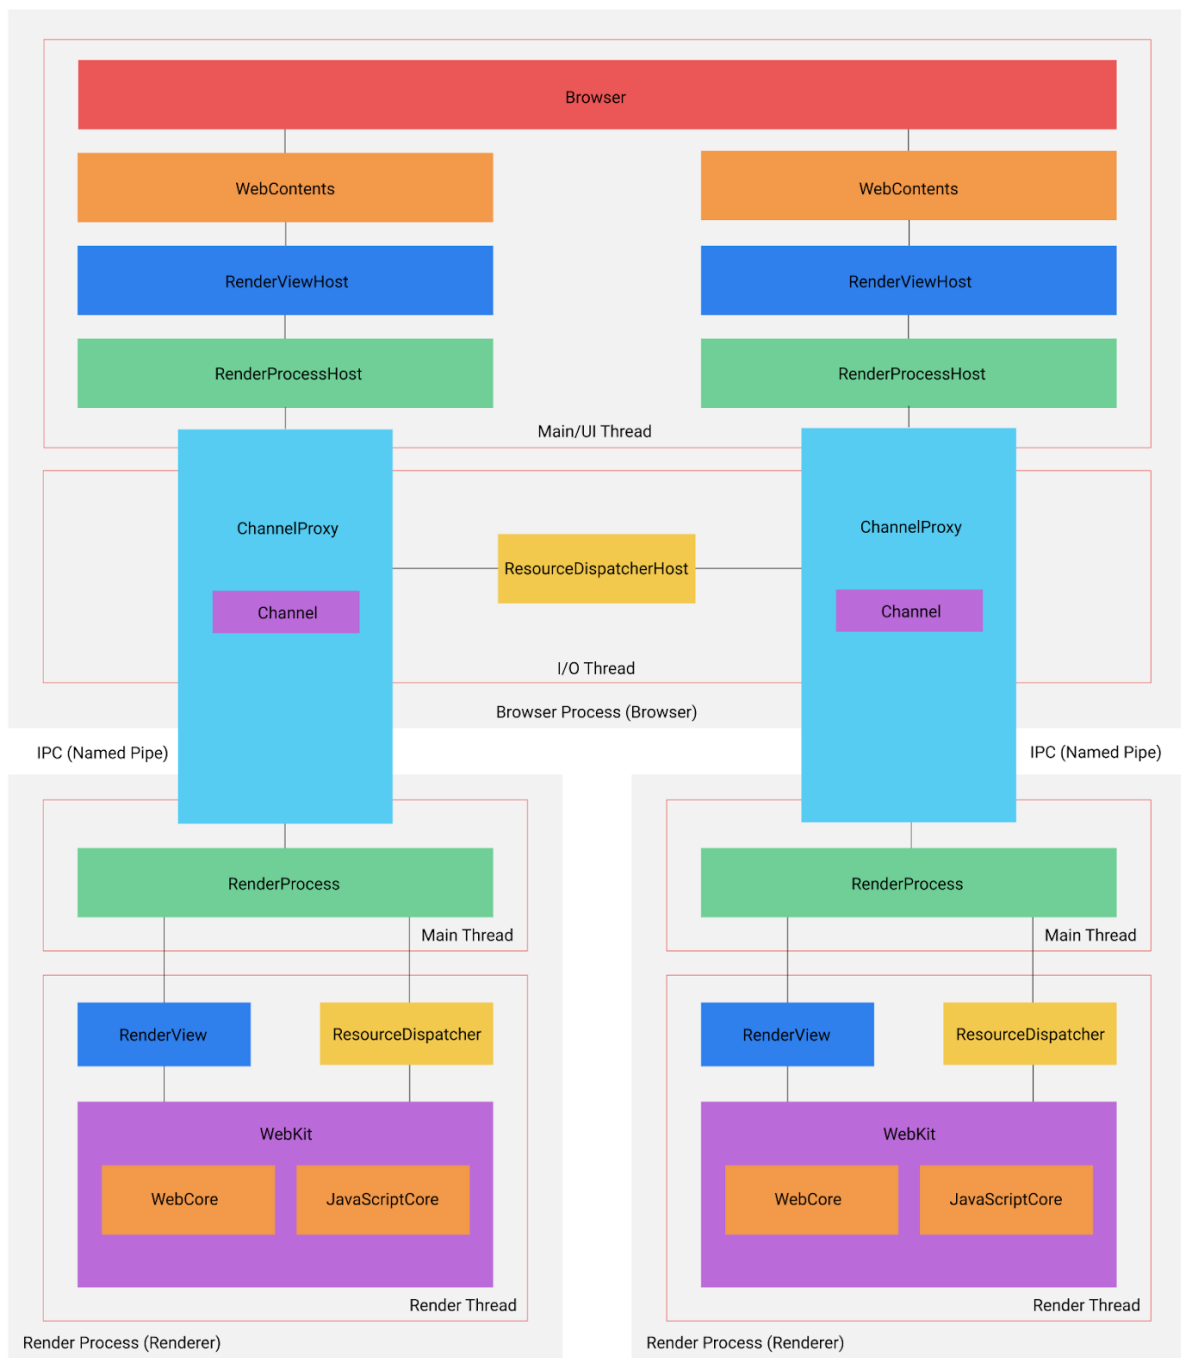 Browser
WebContents
WebContents
RenderViewHost
RenderViewHost
RenderProcessHost
RenderProcessHost
Main/UI Thread
ChannelProxy
ChannelProxy
ResourceDispatcherHost
Channel
Channel
I/O Thread
Browser Process (Browser)
IPC (Named Pipe)
IPC (Named Pipe)
RenderProcess
RenderProcess
Main Thread
Main Thread
RenderView
ResourceDispatcher
RenderView
ResourceDispatcher
WebKit
WebKit
WebCore
JavaScriptCore
WebCore
JavaScriptCore
Render Thread
Render Thread
Render Process (Renderer)
Render Process (Renderer)